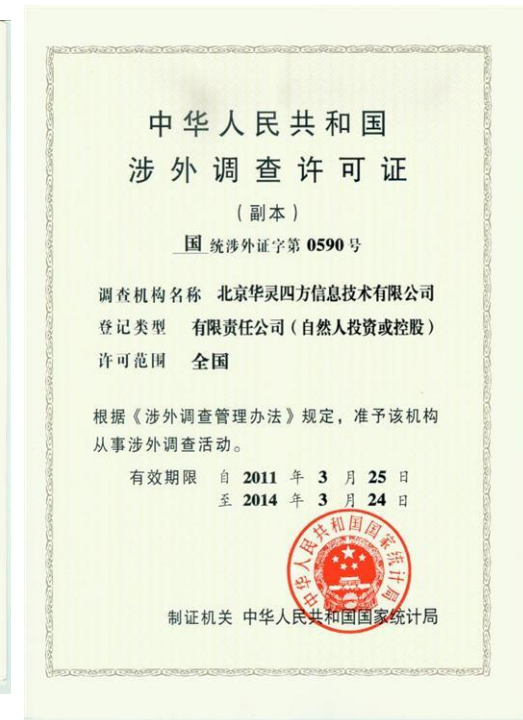 中华人民共和国
涉外调查许可证
（副本）
国 统涉外证字第 0590 号
调查机构名称 北京华灵四方信息技术有限公司
登记类型 有限责任公司（自然人投资或控股）
许可范围 全国
根据《涉外调查管理办法》规定，准予该机构
从事涉外调查活动。
有效期限 自 2011 年 3 月 25 日
至 2014 年 3 月 24 日
中华人民共和国国家统计局
制证机关 中华人民共和国国家统计局